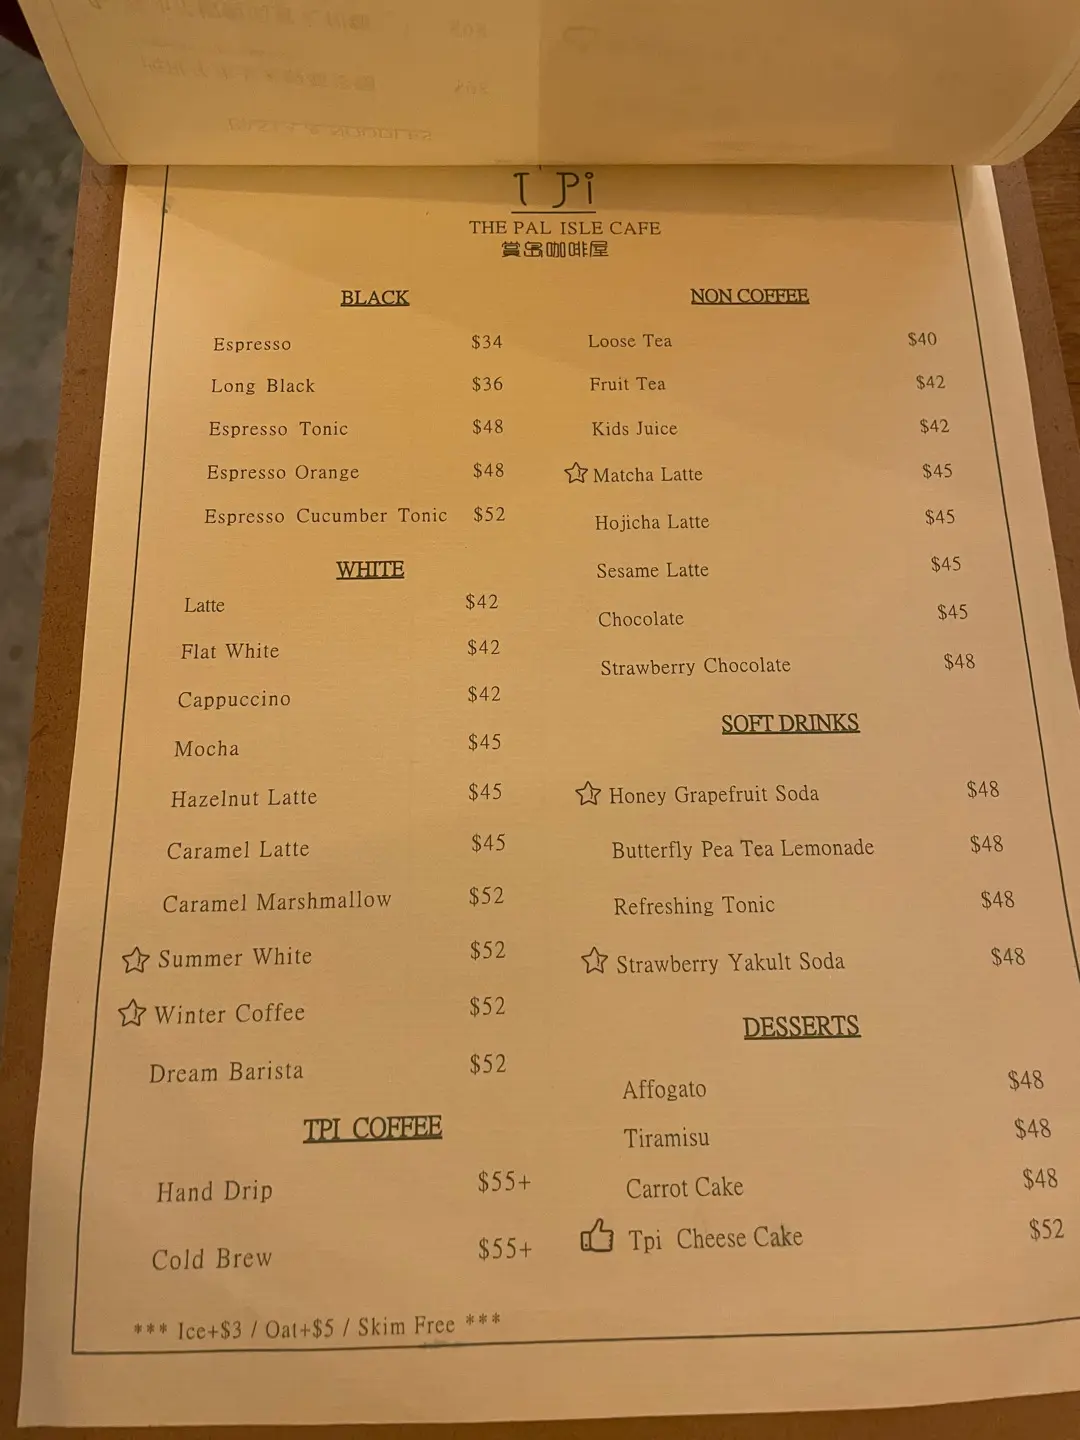 T'Pi
THE PAL ISLE CAFE
賞島咖啡屋
BLACK
Espresso $34
Long Black $36
Espresso Tonic $48
Espresso Orange $48
Espresso Cucumber Tonic $52
WHITE
Latte $42
Flat White $42
Cappuccino $42
Mocha $45
Hazelnut Latte $45
Caramel Latte $45
Caramel Marshmallow $52
Summer White $52
Winter Coffee $52
Dream Barista $52
TPI COFFEE
Hand Drip $55+
Cold Brew $55+
*** Ice+$3 / Oat+$5 / Skim Free ***
NON COFFEE
Loose Tea $40
Fruit Tea $42
Kids Juice $42
Matcha Latte $45
Hojicha Latte $45
Sesame Latte $45
Chocolate $45
Strawberry Chocolate $48
SOFT DRINKS
Honey Grapefruit Soda $48
Butterfly Pea Tea Lemonade $48
Refreshing Tonic $48
Strawberry Yakult Soda $48
DESSERTS
Affogato $48
Tiramisu $48
Carrot Cake $48
Tpi Cheese Cake $52